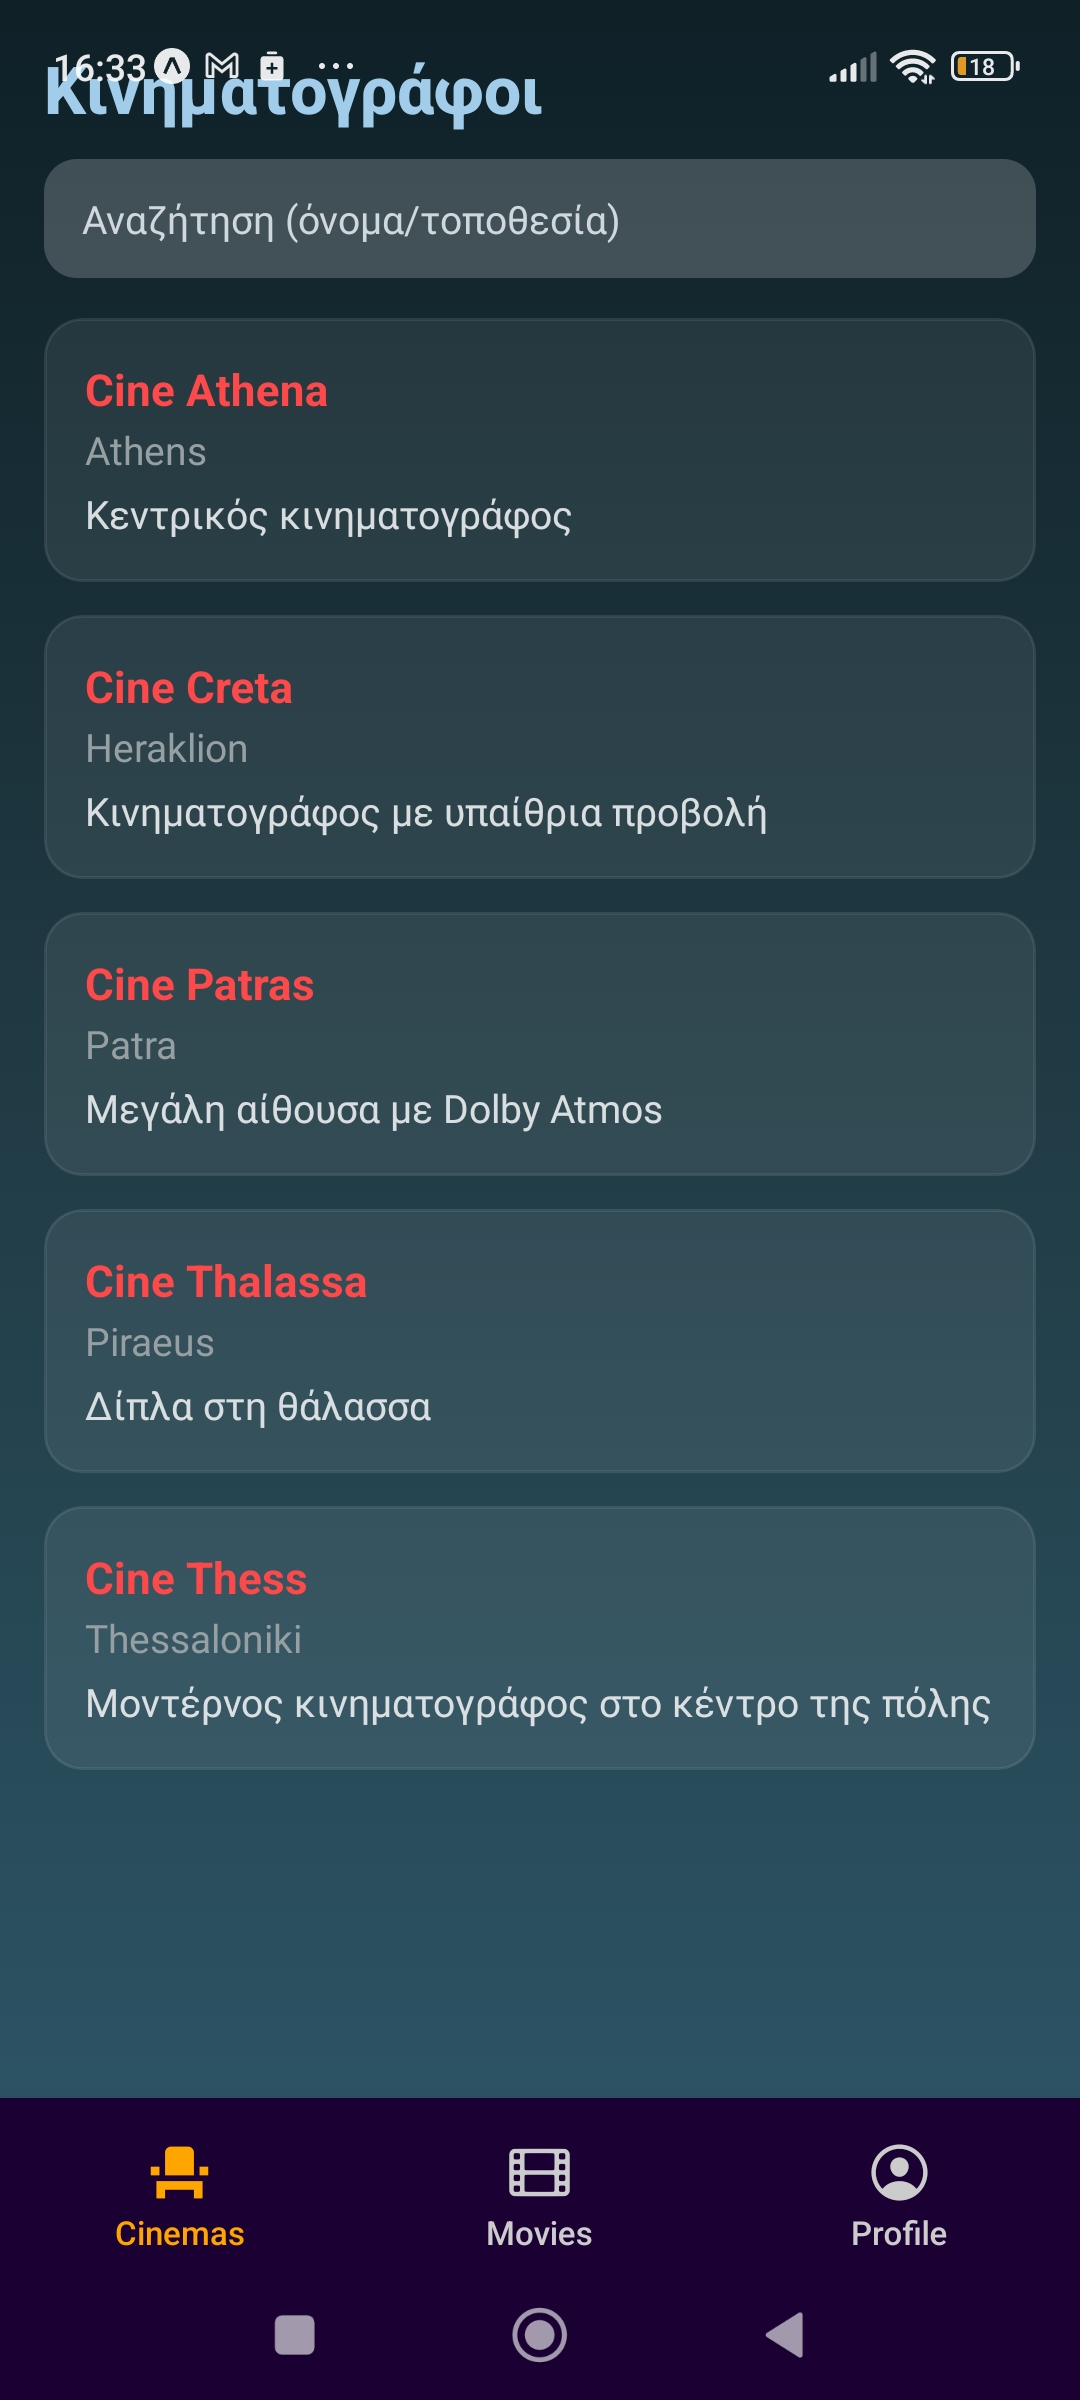 16:33
18
Κινηματογράφοι
Αναζήτηση (όνομα/τοποθεσία)
Cine Athena
Athens
Κεντρικός κινηματογράφος
Cine Creta
Heraklion
Κινηματογράφος με υπαίθρια προβολή
Cine Patras
Patra
Μεγάλη αίθουσα με Dolby Atmos
Cine Thalassa
Piraeus
Δίπλα στη θάλασσα
Cine Thess
Thessaloniki
Μοντέρνος κινηματογράφος στο κέντρο της πόλης
Cinemas
Movies
Profile